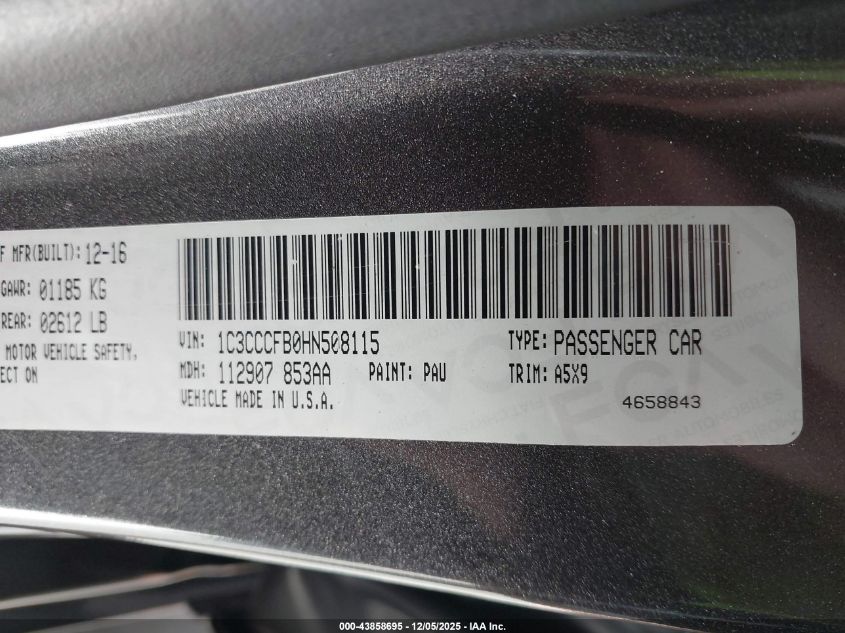 F MFR(BUILT): 12-16
GAWR: 01185 KG
REAR: 02612 LB
MOTOR VEHICLE SAFETY,
ECT ON
VIN: 1C3CCCFB0HN508115 TYPE: PASSENGER CAR
MDH: 112907 853AA PAINT: PAU TRIM: A5X9
VEHICLE MADE IN U.S.A. 4658843
000-43858695 - 12/05/2025 - IAA Inc.